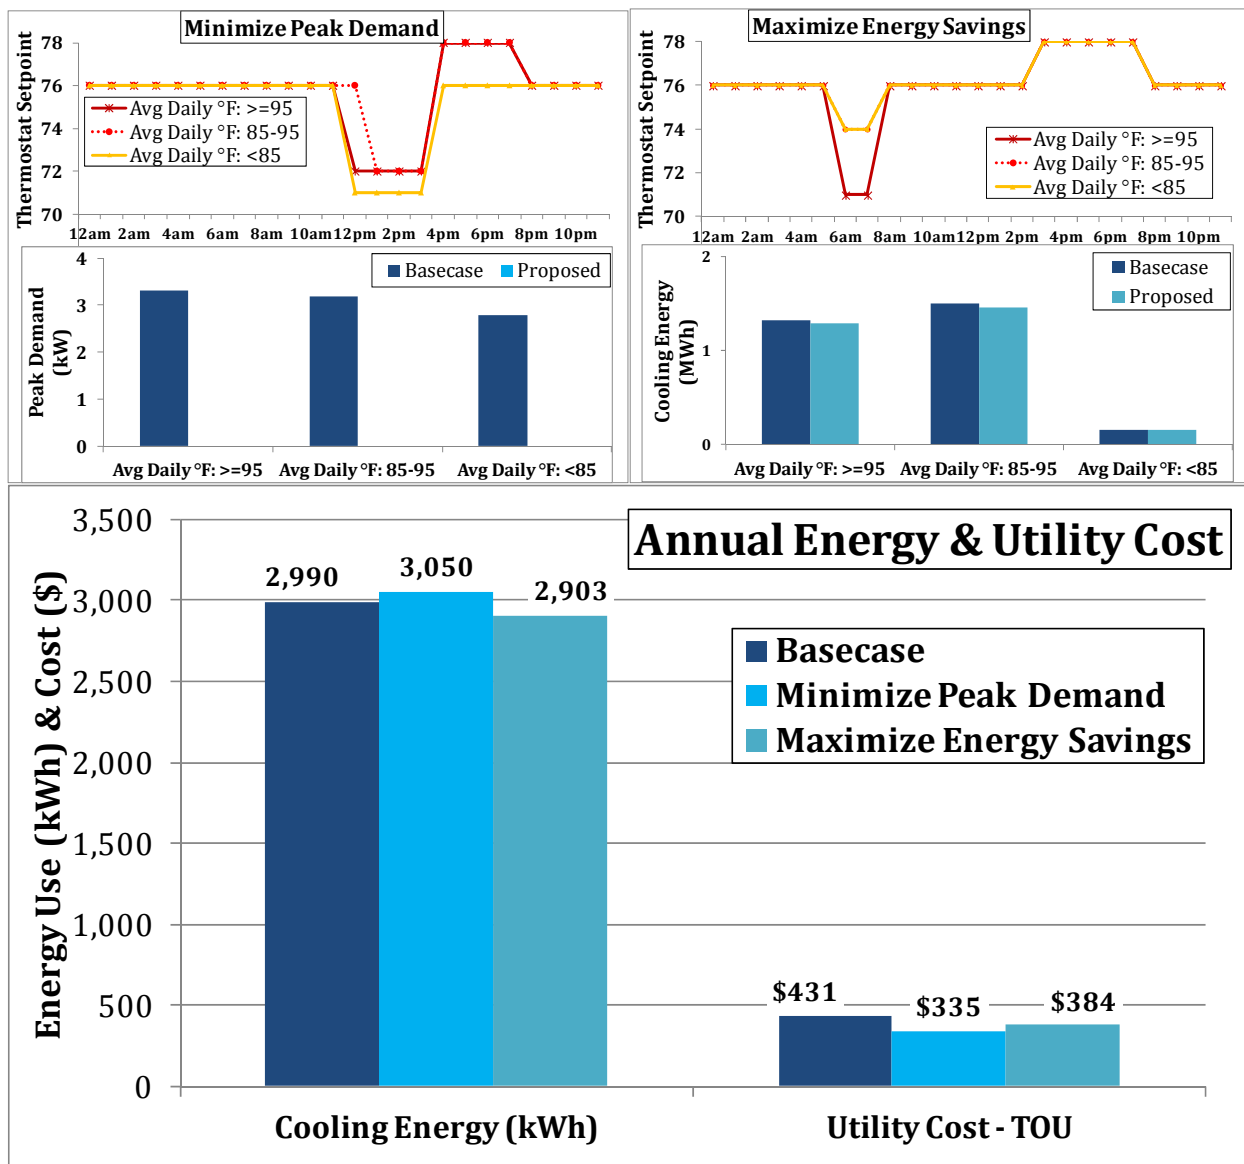 Minimize Peak Demand
Thermostat Setpoint
78
76
74
72
70
Avg Daily °F: >=95
Avg Daily °F: 85-95
Avg Daily °F: <85
12am 2am 4am 6am 8am 10am 12pm 2pm 4pm 6pm 8pm 10pm
Maximize Energy Savings
Thermostat Setpoint
78
76
74
72
70
Avg Daily °F: >=95
Avg Daily °F: 85-95
Avg Daily °F: <85
12am 2am 4am 6am 8am 10am 12pm 2pm 4pm 6pm 8pm 10pm
Peak Demand
(kW)
4
3
2
1
0
Basecase Proposed
Avg Daily °F: >=95 Avg Daily °F: 85-95 Avg Daily °F: <85
Cooling Energy
(MWh)
2
1
0
Basecase
Proposed
Avg Daily °F: >=95 Avg Daily °F: 85-95 Avg Daily °F: <85
Annual Energy & Utility Cost
Energy Use (kWh) & Cost ($)
3,500
3,000
2,500
2,000
1,500
1,000
500
0
2,990
3,050
2,903
Basecase
Minimize Peak Demand
Maximize Energy Savings
$431
$335
$384
Cooling Energy (kWh)
Utility Cost - TOU